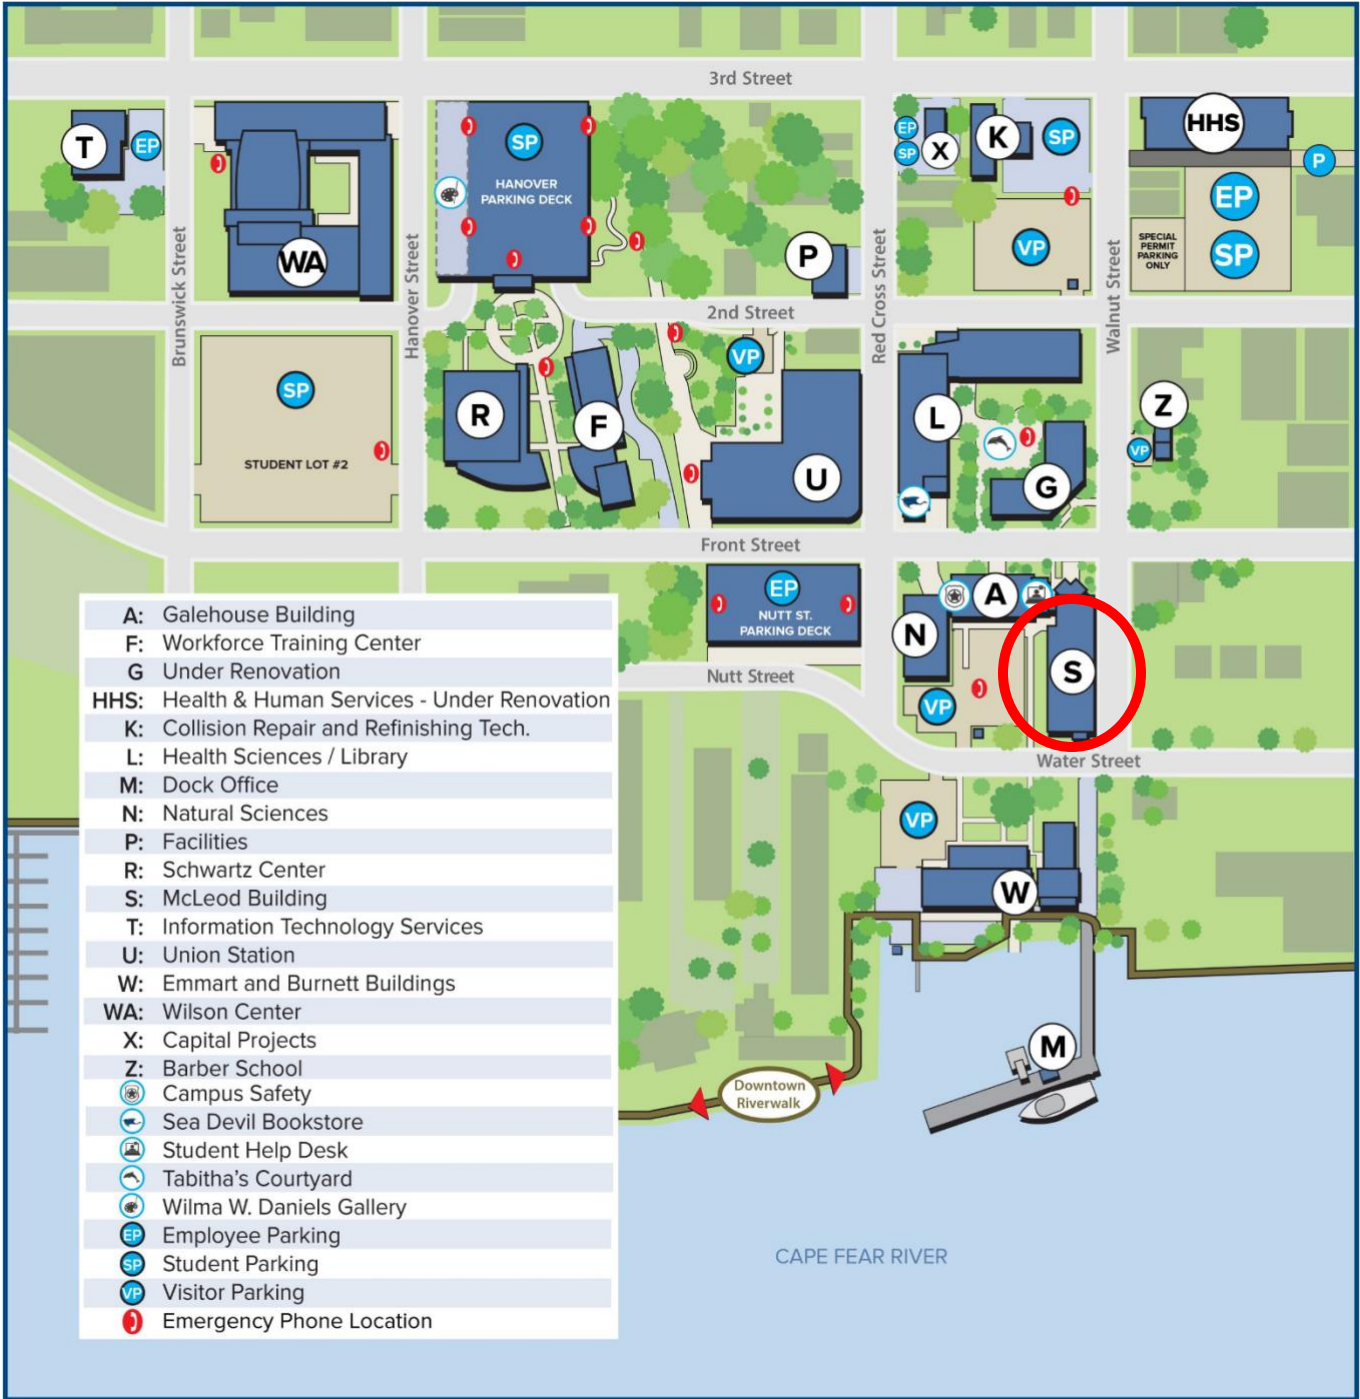 3rd Street
T
EP
SP
HANOVER
PARKING DECK
EP
SP
X
K
SP
HHS
P
EP
SP
SPECIAL
PERMIT
PARKING
ONLY
WA
P
VP
Brunswick Street
Hanover Street
Red Cross Street
Walnut Street
2nd Street
SP
STUDENT LOT #2
R
F
VP
U
L
G
Z
VP
Front Street
EP
NUTT ST.
PARKING DECK
A
N
S
VP
Nutt Street
Water Street
VP
W
M
Downtown
Riverwalk
CAPE FEAR RIVER
A: Galehouse Building
F: Workforce Training Center
G Under Renovation
HHS: Health & Human Services - Under Renovation
K: Collision Repair and Refinishing Tech.
L: Health Sciences / Library
M: Dock Office
N: Natural Sciences
P: Facilities
R: Schwartz Center
S: McLeod Building
T: Information Technology Services
U: Union Station
W: Emmart and Burnett Buildings
WA: Wilson Center
X: Capital Projects
Z: Barber School
Campus Safety
Sea Devil Bookstore
Student Help Desk
Tabitha's Courtyard
Wilma W. Daniels Gallery
EP Employee Parking
SP Student Parking
VP Visitor Parking
Emergency Phone Location